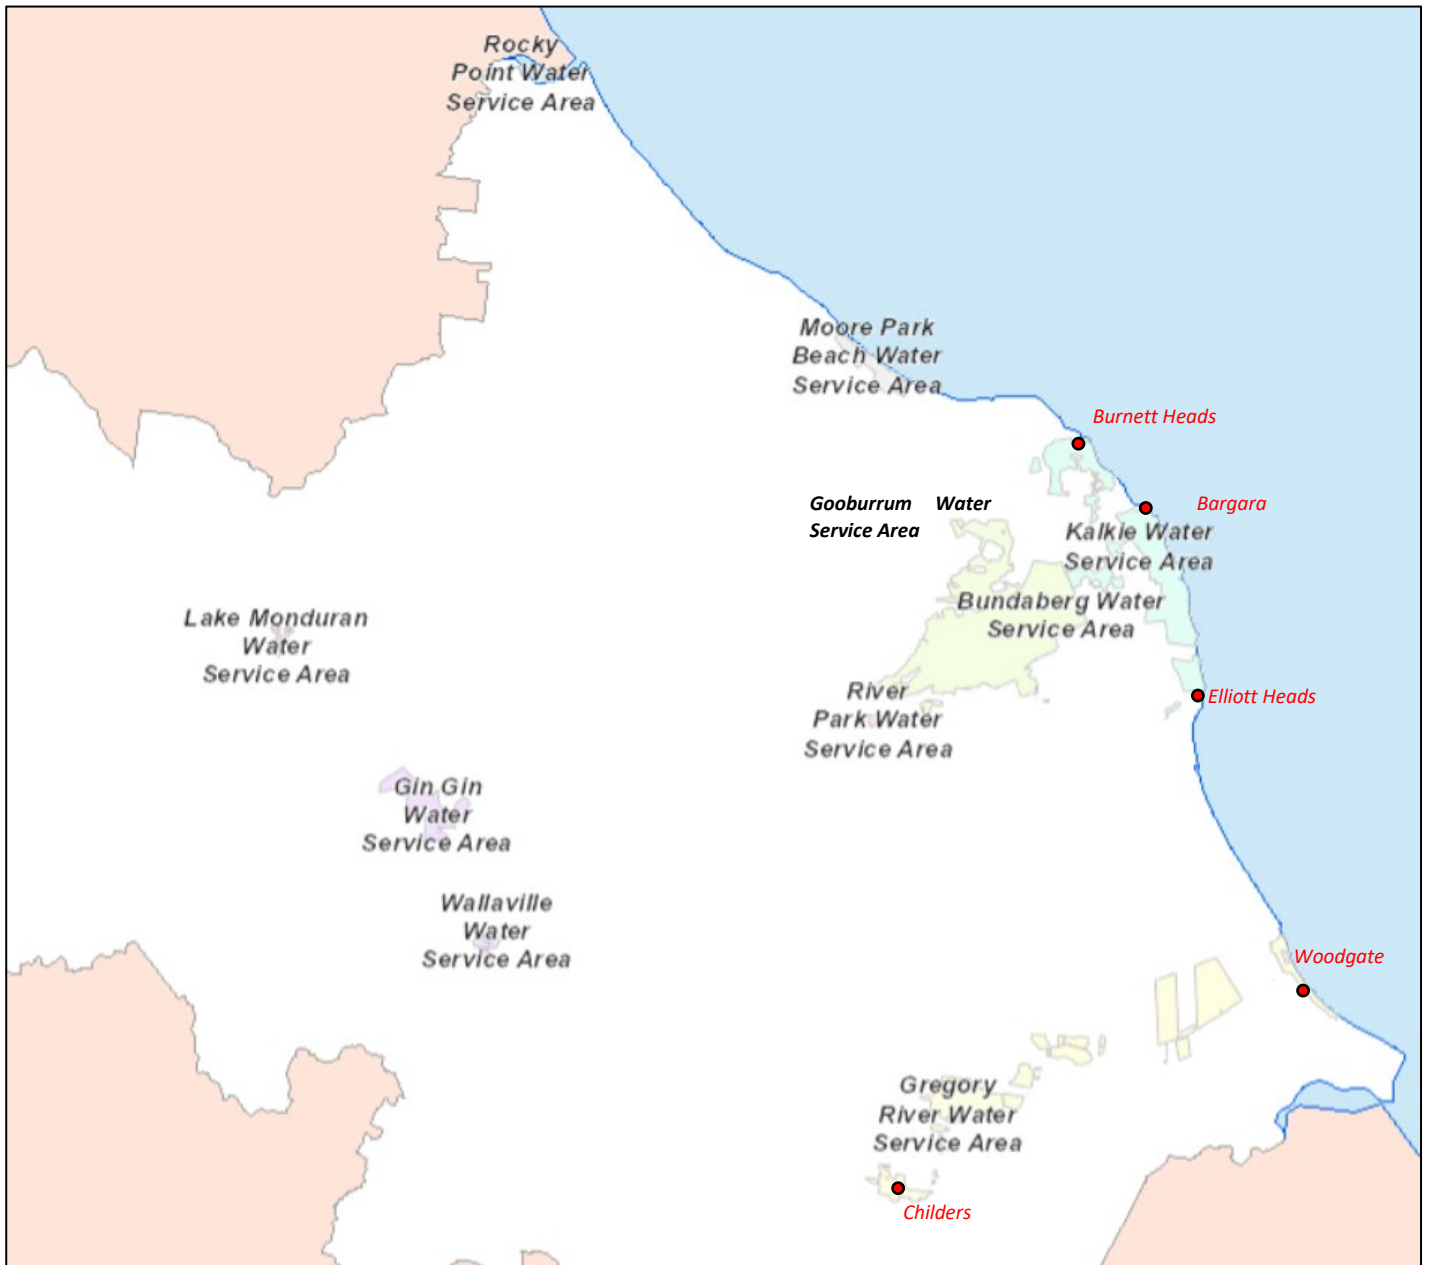 Rocky
Point Water
Service Area
Moore Park
Beach Water
Service Area
Burnett Heads
Gooburrum Water
Service Area
Bargara
Kalkie Water
Service Area
Bundaberg Water
Service Area
Lake Monduran
Water
Service Area
River
Park Water
Service Area
Elliott Heads
Gin Gin
Water
Service Area
Wallaville
Water
Service Area
Woodgate
Gregory
River Water
Service Area
Childers